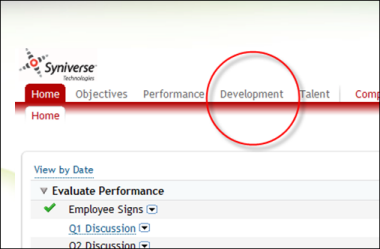 Syniverse
Technologies
Home Objectives Performance Development Talent
Home
View by Date
Evaluate Performance
Employee Signs
Q1 Discussion
Q2 Discussion